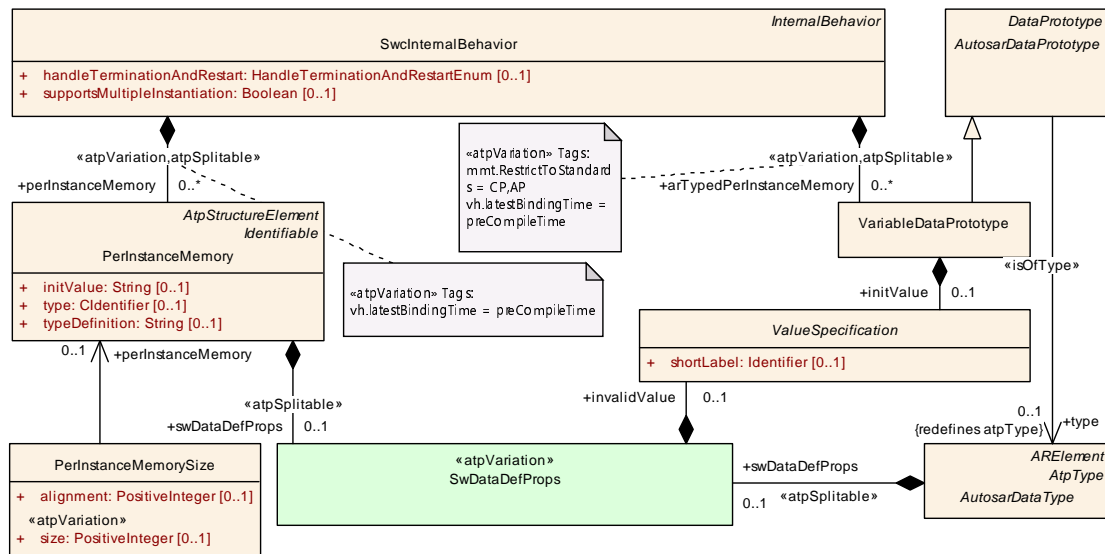 InternalBehavior
SwcInternalBehavior
+ handleTerminationAndRestart: HandleTerminationAndRestartEnum [0..1]
+ supportsMultipleInstantiation: Boolean [0..1]
DataPrototype
AutosarDataPrototype
«atpVariation,atpSplitable»
+perInstanceMemory
0..*
«atpVariation» Tags:
mmt.RestrictToStandard
s = CP,AP
vh.latestBindingTime =
preCompileTime
«atpVariation,atpSplitable»
+arTypedPerInstanceMemory
0..*
AtpStructureElement
Identifiable
PerInstanceMemory
+ initValue: String [0..1]
+ type: CIdentifier [0..1]
+ typeDefinition: String [0..1]
VariableDataPrototype
«isOfType»
«atpVariation» Tags:
vh.latestBindingTime = preCompileTime
+initValue
0..1
ValueSpecification
+ shortLabel: Identifier [0..1]
0..1
+perInstanceMemory
«atpSplitable»
+swDataDefProps
0..1
+invalidValue
0..1
0..1
{redefines atpType}
+type
PerInstanceMemorySize
+ alignment: PositiveInteger [0..1]
«atpVariation»
+ size: PositiveInteger [0..1]
«atpVariation»
SwDataDefProps
+swDataDefProps
0..1
«atpSplitable»
ARElement
AtpType
AutosarDataType